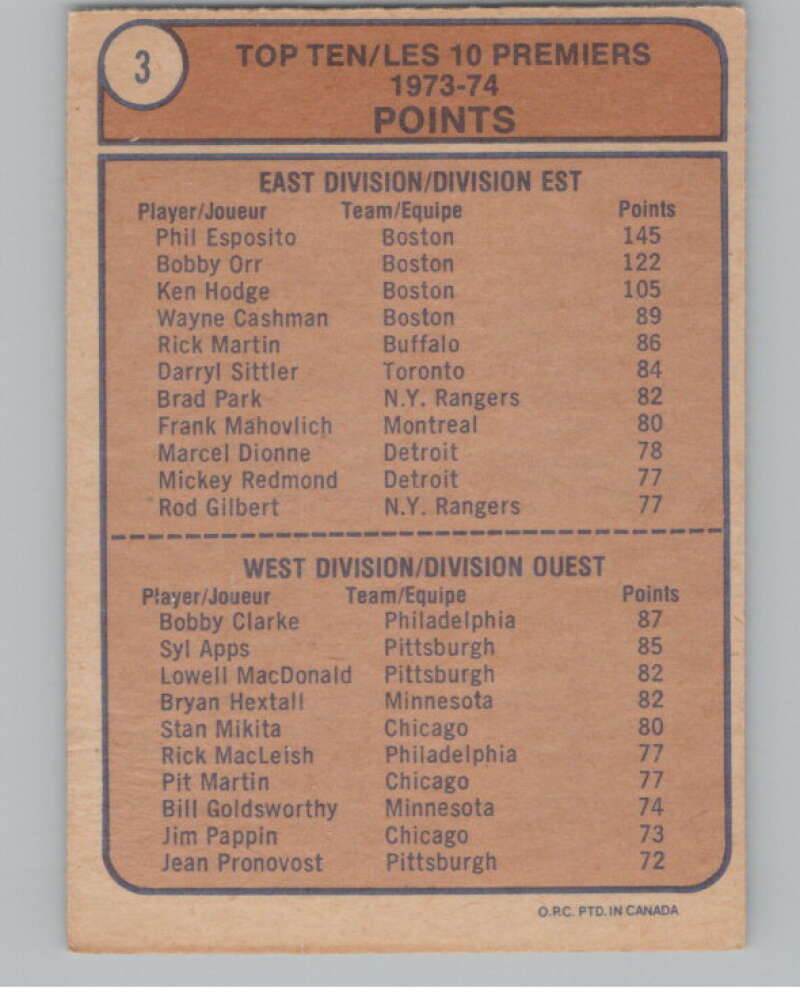 3
TOP TEN/LES 10 PREMIERS
1973-74
POINTS
EAST DIVISION/DIVISION EST
Player/Joueur Team/Equipe Points
Phil Esposito Boston 145
Bobby Orr Boston 122
Ken Hodge Boston 105
Wayne Cashman Boston 89
Rick Martin Buffalo 86
Darryl Sittler Toronto 84
Brad Park N.Y. Rangers 82
Frank Mahovlich Montreal 80
Marcel Dionne Detroit 78
Mickey Redmond Detroit 77
Rod Gilbert N.Y. Rangers 77
WEST DIVISION/DIVISION OUEST
Player/Joueur Team/Equipe Points
Bobby Clarke Philadelphia 87
Syl Apps Pittsburgh 85
Lowell MacDonald Pittsburgh 82
Bryan Hextall Minnesota 82
Stan Mikita Chicago 80
Rick MacLeish Philadelphia 77
Pit Martin Chicago 77
Bill Goldsworthy Minnesota 74
Jim Pappin Chicago 73
Jean Pronovost Pittsburgh 72
O.P.C. PTD. IN CANADA